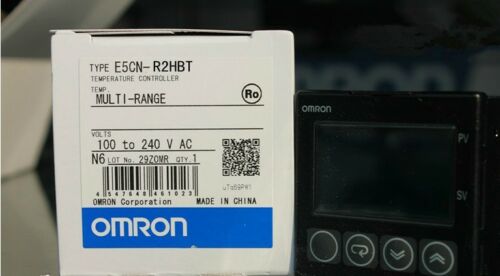 TYPE E5CN-R2HBT
TEMPERATURE CONTROLLER
TEMP.
MULTI-RANGE
Ro
VOLTS
100 to 240 V AC
N6 LOT No. 29Z0MR QTY.1
4 547648 461023
OMRON Corporation MADE IN CHINA
OMRON
OMRON
PV
SV
OMRON